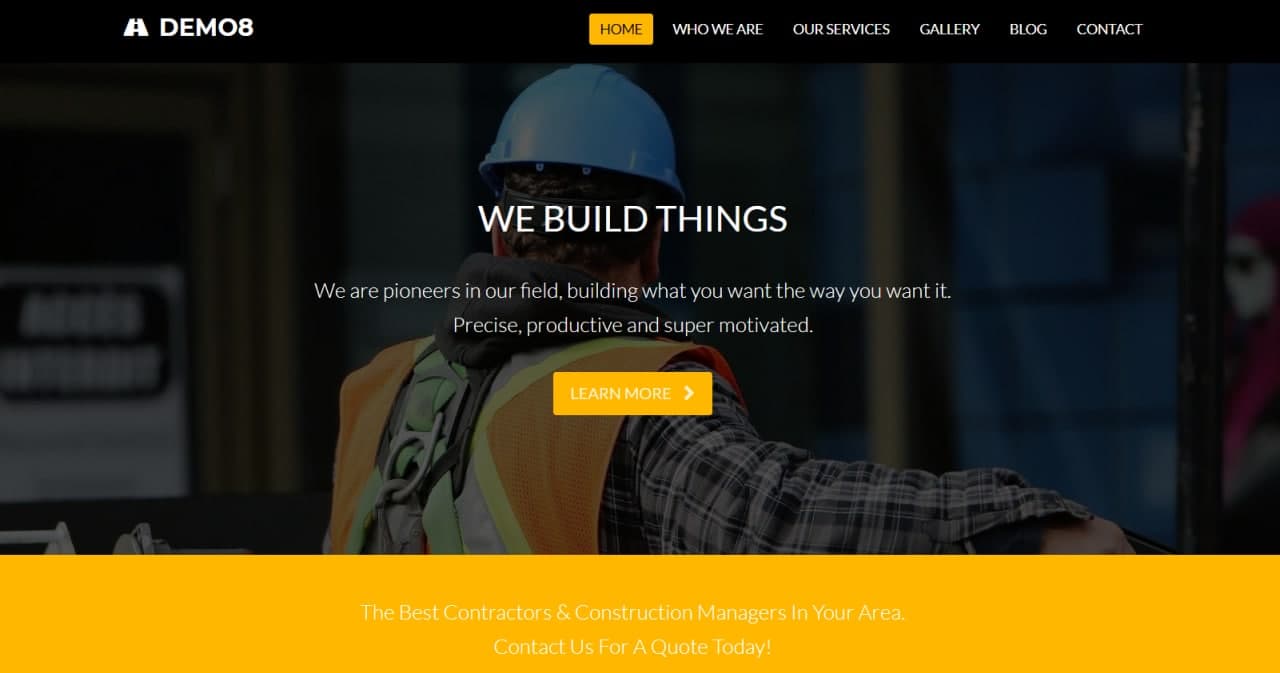 DEMO8
HOME WHO WE ARE OUR SERVICES GALLERY BLOG CONTACT
WE BUILD THINGS
We are pioneers in our field, building what you want the way you want it.
Precise, productive and super motivated.
LEARN MORE
ACCÈS
INTERDIT
The Best Contractors & Construction Managers In Your Area.
Contact Us For A Quote Today!